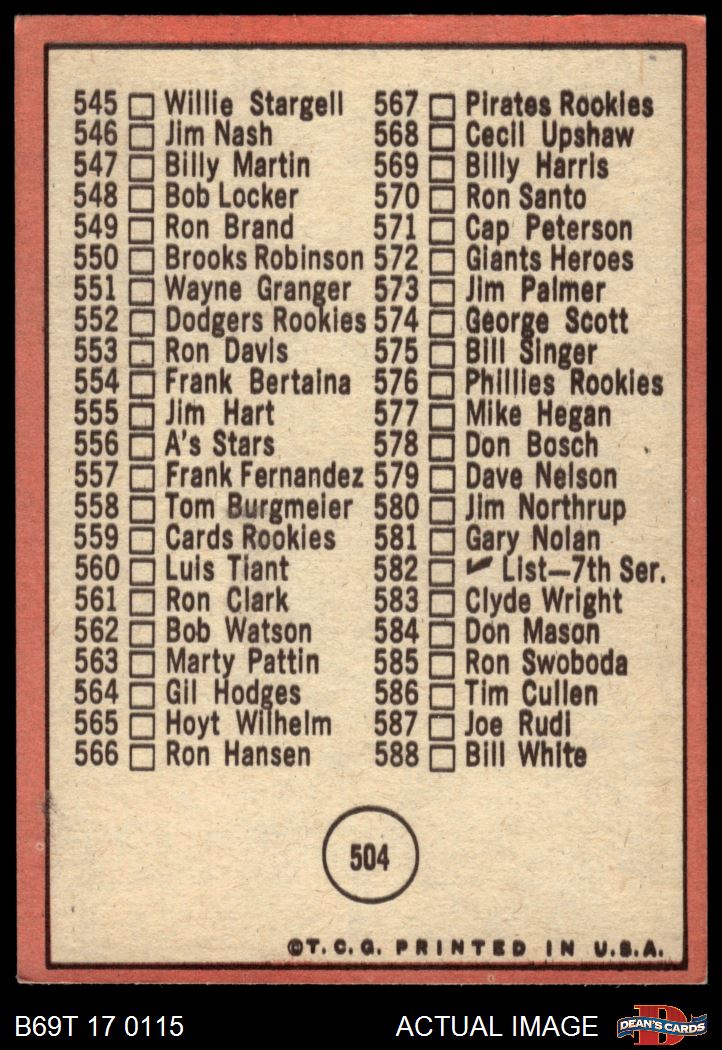 545 Willie Stargell
546 Jim Nash
547 Billy Martin
548 Bob Locker
549 Ron Brand
550 Brooks Robinson
551 Wayne Granger
552 Dodgers Rookies
553 Ron Davis
554 Frank Bertaina
555 Jim Hart
556 A's Stars
557 Frank Fernandez
558 Tom Burgmeier
559 Cards Rookies
560 Luis Tiant
561 Ron Clark
562 Bob Watson
563 Marty Pattin
564 Gil Hodges
565 Hoyt Wilhelm
566 Ron Hansen
567 Pirates Rookies
568 Cecil Upshaw
569 Billy Harris
570 Ron Santo
571 Cap Peterson
572 Giants Heroes
573 Jim Palmer
574 George Scott
575 Bill Singer
576 Phillies Rookies
577 Mike Hegan
578 Don Bosch
579 Dave Nelson
580 Jim Northrup
581 Gary Nolan
582 ✓ List—7th Ser.
583 Clyde Wright
584 Don Mason
585 Ron Swoboda
586 Tim Cullen
587 Joe Rudi
588 Bill White
504
©T.C.G. PRINTED IN U.S.A.
B69T 17 0115
ACTUAL IMAGE
D
DEAN'S CARDS